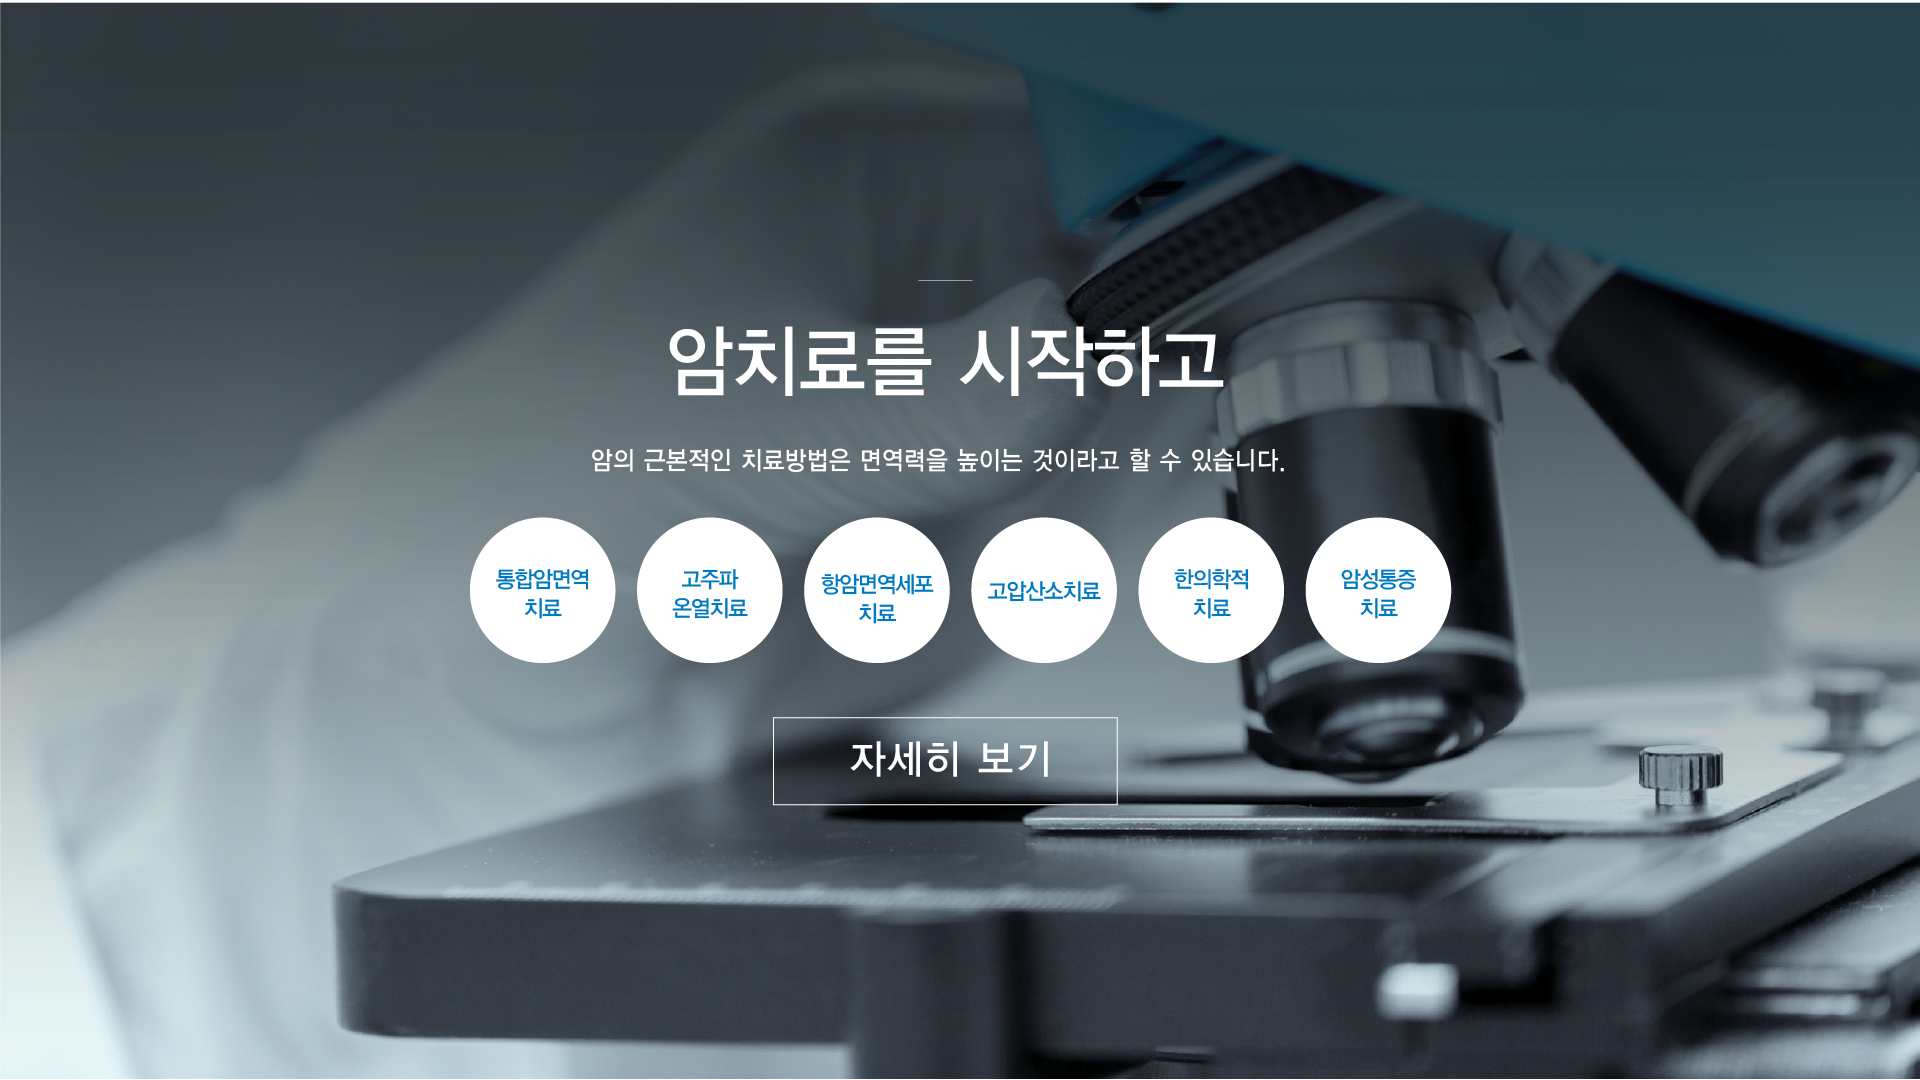 암치료를 시작하고
암의 근본적인 치료방법은 면역력을 높이는 것이라고 할 수 있습니다.
통합암면역
치료
고주파
온열치료
항암면역세포
치료
고압산소치료
한의학적
치료
암성통증
치료
자세히 보기